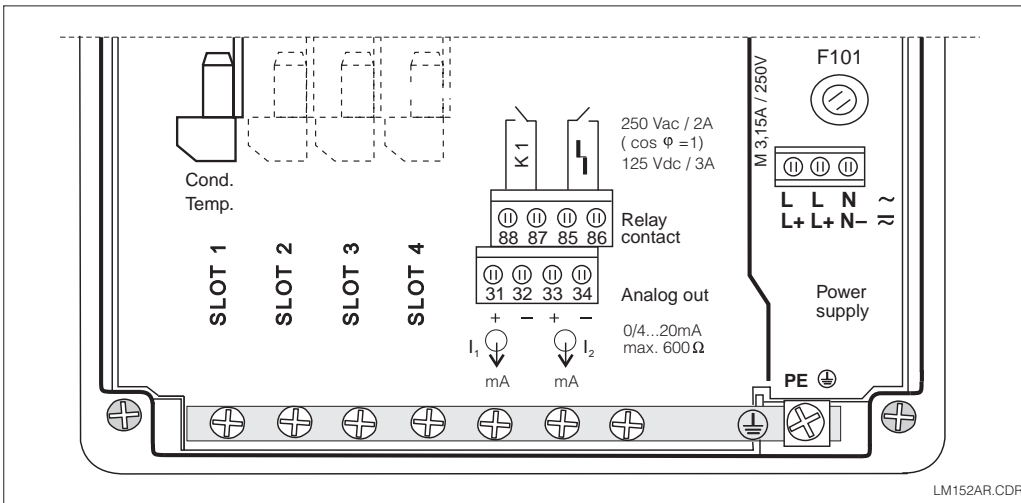 F101
M 3,15A / 250V
250 Vac / 2A
( cos φ =1)
125 Vdc / 3A
K 1
Cond.
Temp.
L L N ~
L+ L+ N– ≂
88 87 85 86
Relay
contact
SLOT 1
SLOT 2
SLOT 3
SLOT 4
31 32 33 34
Analog out
Power
supply
+ – + –
0/4...20mA
max. 600 Ω
I₁
I₂
mA
mA
PE
LM152AR.CDR